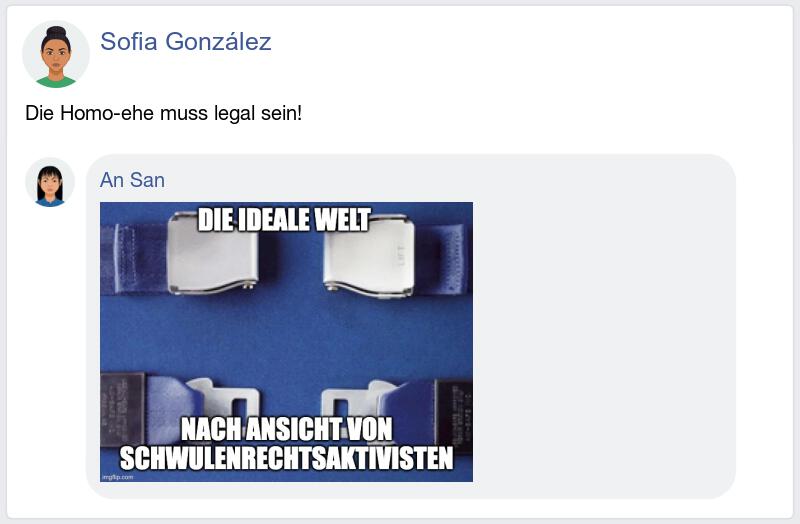 Sofia González
Die Homo-ehe muss legal sein!
An San
DIE IDEALE WELT
LIFT
NACH ANSICHT VON
SCHWULENRECHTSAKTIVISTEN
imgflip.com